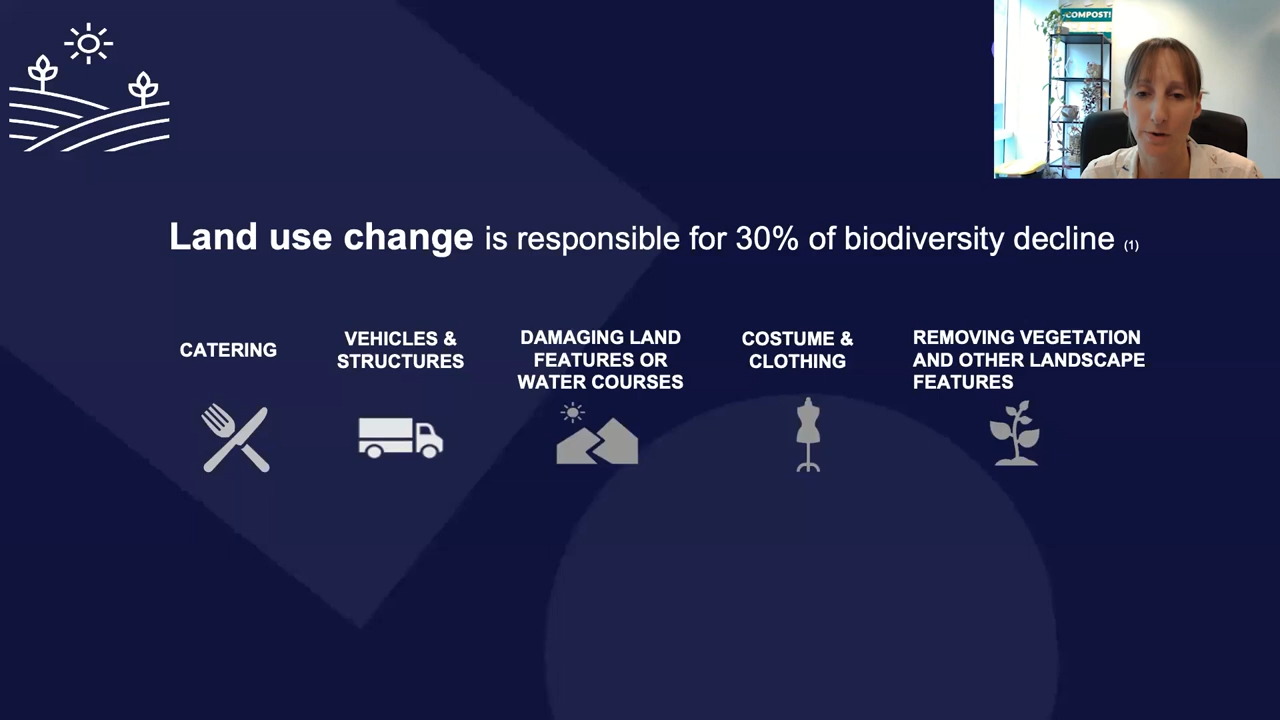 COMPOST!
Land use change is responsible for 30% of biodiversity decline (1)
CATERING
VEHICLES &
STRUCTURES
DAMAGING LAND
FEATURES OR
WATER COURSES
COSTUME &
CLOTHING
REMOVING VEGETATION
AND OTHER LANDSCAPE
FEATURES